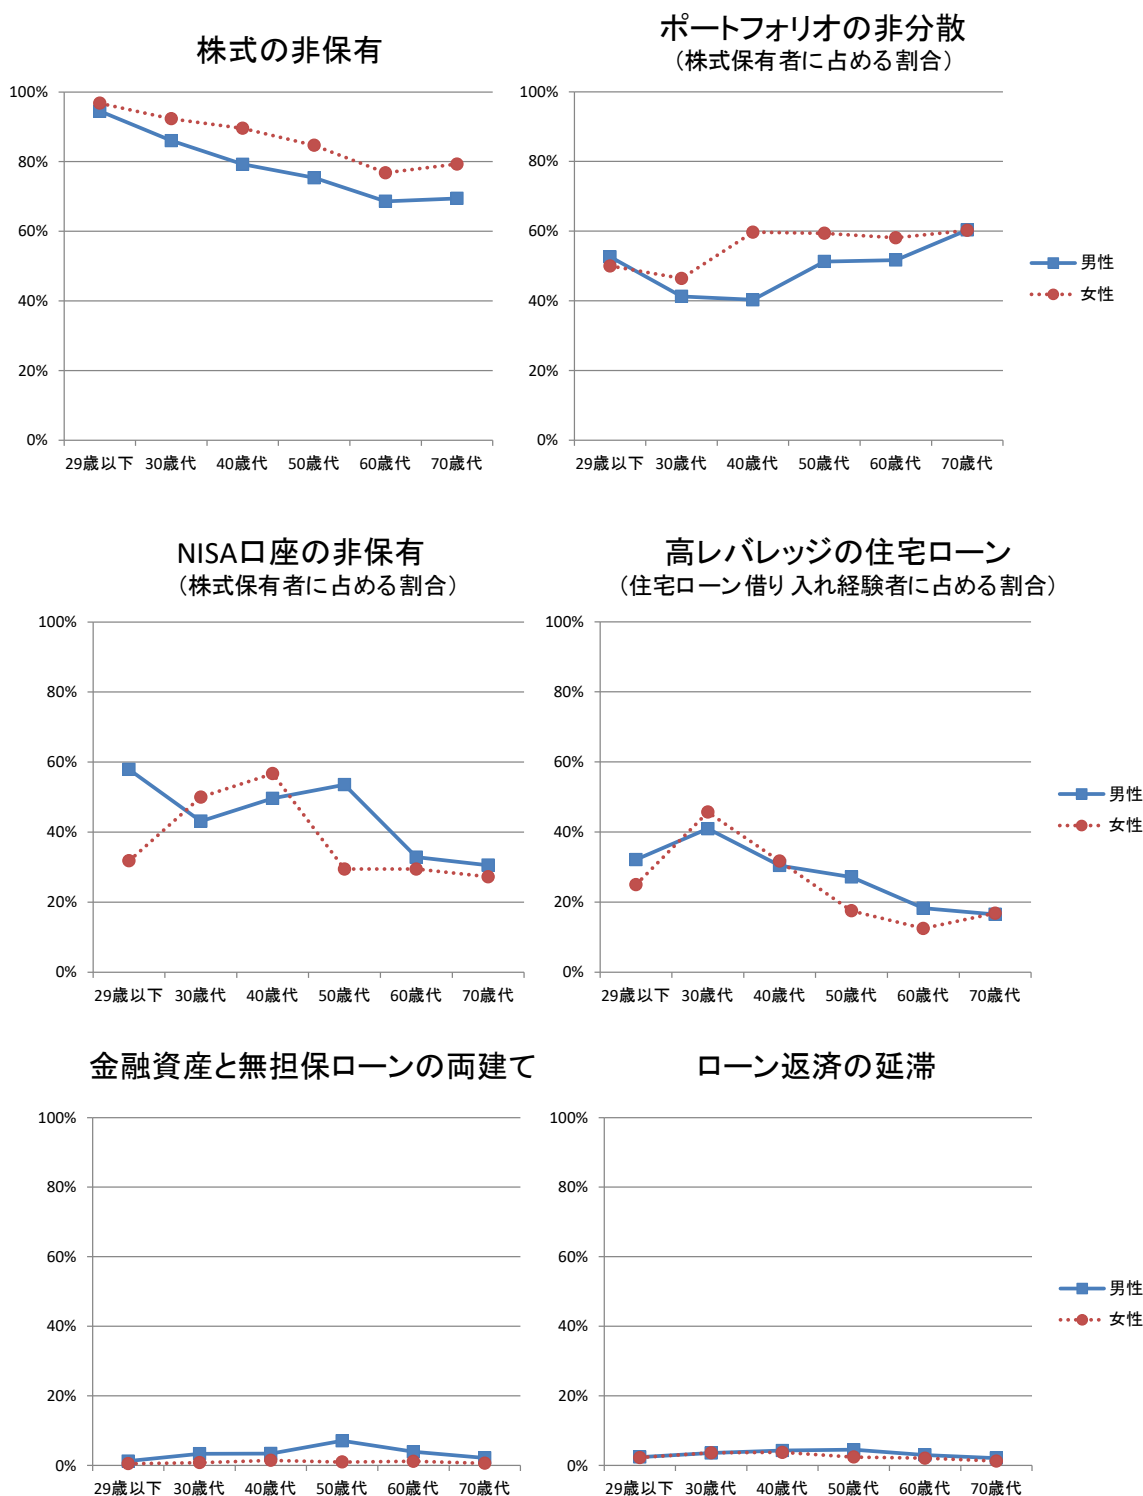 株式の非保有
100%
80%
60%
40%
20%
0%
29歳以下 30歳代 40歳代 50歳代 60歳代 70歳代
ポートフォリオの非分散
（株式保有者に占める割合）
100%
80%
60%
40%
20%
0%
29歳以下 30歳代 40歳代 50歳代 60歳代 70歳代
男性
女性
NISA口座の非保有
（株式保有者に占める割合）
100%
80%
60%
40%
20%
0%
29歳以下 30歳代 40歳代 50歳代 60歳代 70歳代
高レバレッジの住宅ローン
（住宅ローン借り入れ経験者に占める割合）
100%
80%
60%
40%
20%
0%
29歳以下 30歳代 40歳代 50歳代 60歳代 70歳代
男性
女性
金融資産と無担保ローンの両建て
100%
80%
60%
40%
20%
0%
29歳以下 30歳代 40歳代 50歳代 60歳代 70歳代
ローン返済の延滞
100%
80%
60%
40%
20%
0%
29歳以下 30歳代 40歳代 50歳代 60歳代 70歳代
男性
女性